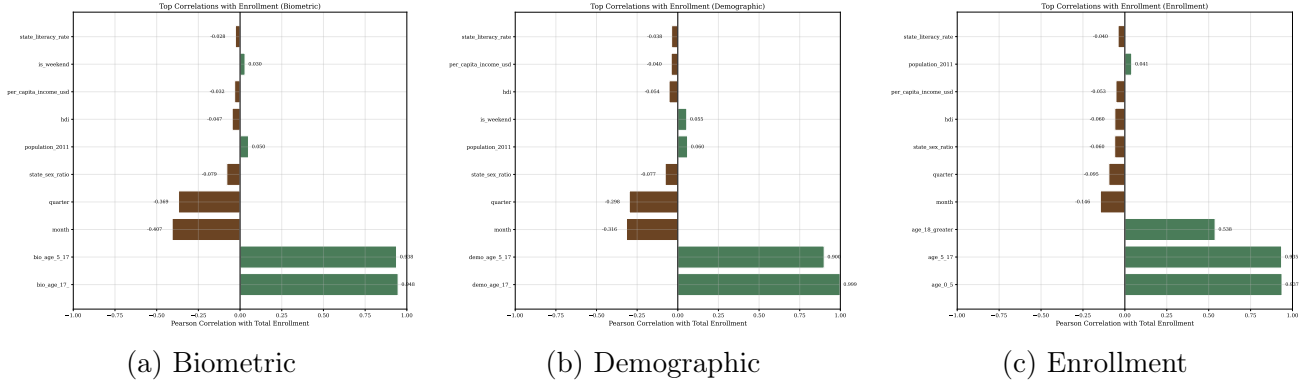 Top Correlations with Enrollment (Biometric)
state_literacy_rate
-0.028
is_weekend
0.030
per_capita_income_usd
-0.032
hdi
-0.047
population_2011
0.050
state_sex_ratio
-0.079
quarter
-0.369
month
-0.407
bio_age_5_17
0.938
bio_age_17_
0.948
−1.00 −0.75 −0.50 −0.25 0.00 0.25 0.50 0.75 1.00
Pearson Correlation with Total Enrollment
(a) Biometric
Top Correlations with Enrollment (Demographic)
state_literacy_rate
-0.038
per_capita_income_usd
-0.040
hdi
-0.054
is_weekend
0.055
population_2011
0.060
state_sex_ratio
-0.077
quarter
-0.298
month
-0.316
demo_age_5_17
demo_age_17_
0.999
−1.00 −0.75 −0.50 −0.25 0.00 0.25 0.50 0.75 1.00
Pearson Correlation with Total Enrollment
(b) Demographic
Top Correlations with Enrollment (Enrollment)
state_literacy_rate
-0.040
population_2011
0.041
per_capita_income_usd
-0.053
hdi
-0.060
state_sex_ratio
-0.060
quarter
-0.095
month
-0.146
age_18_greater
0.538
age_5_17
0.935
age_0_5
0.937
−1.00 −0.75 −0.50 −0.25 0.00 0.25 0.50 0.75 1.00
Pearson Correlation with Total Enrollment
(c) Enrollment